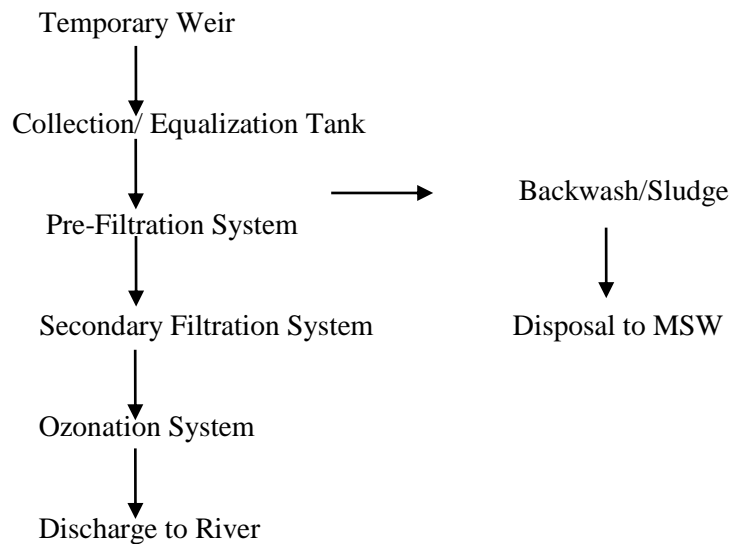 Temporary Weir
Collection/ Equalization Tank
Pre-Filtration System
Backwash/Sludge
Secondary Filtration System
Disposal to MSW
Ozonation System
Discharge to River